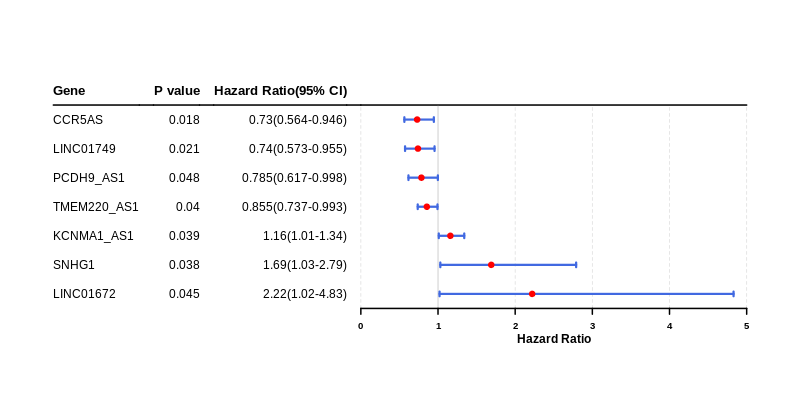 Gene P value Hazard Ratio(95% CI)
CCR5AS 0.018 0.73(0.564-0.946)
LINC01749 0.021 0.74(0.573-0.955)
PCDH9_AS1 0.048 0.785(0.617-0.998)
TMEM220_AS1 0.04 0.855(0.737-0.993)
KCNMA1_AS1 0.039 1.16(1.01-1.34)
SNHG1 0.038 1.69(1.03-2.79)
LINC01672 0.045 2.22(1.02-4.83)
0 1 2 3 4 5
Hazard Ratio